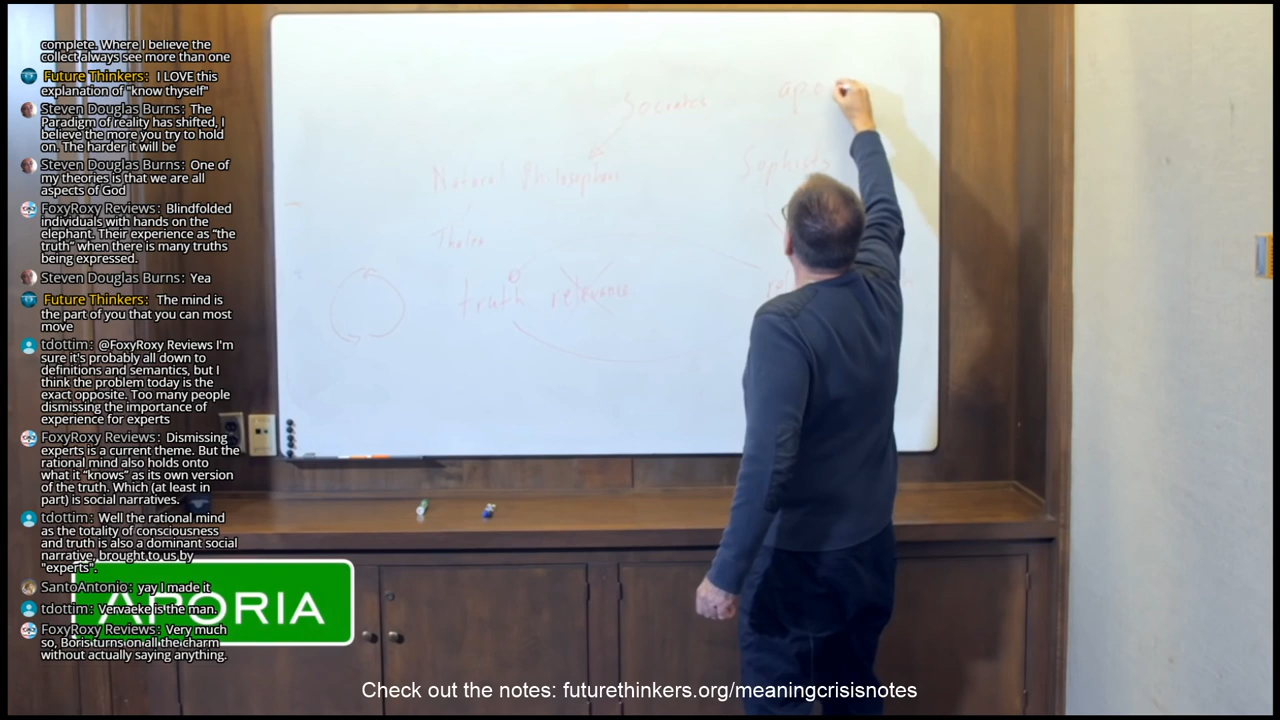 complete. Where I believe the
collect always see more than one
Future Thinkers: I LOVE this
explanation of "know thyself"
Steven Douglas Burns: The
Paradigm of reality has shifted, I
believe the more you try to hold
on. The harder it will be
Steven Douglas Burns: One of
my theories is that we are all
aspects of God
FoxyRoxy Reviews: Blindfolded
individuals with hands on the
elephant. Their experience as "the
truth" when there is many truths
being expressed.
Steven Douglas Burns: Yea
Future Thinkers: The mind is
the part of you that you can most
move
tdottim: @FoxyRoxy Reviews I'm
sure it's probably all down to
definitions and semantics, but I
think the problem today is the
exact opposite. Too many people
dismissing the importance of
experience for experts
FoxyRoxy Reviews: Dismissing
experts is a current theme. But the
rational mind also holds onto
what it "knows" as its own version
of the truth. Which (at least in
part) is social narratives.
tdottim: Well the rational mind
as the totality of consciousness
and truth is also a dominant social
narrative, brought to us by
"experts".
SantoAntonio: yay I made it
tdottim: Vervaeke is the man.
FoxyRoxy Reviews: Very much
so, Boris turns on all the charm
without actually saying anything.
Socrates
apo
Natural Philosophers
Sophists
Thales
truth relevance
APORIA
Check out the notes: futurethinkers.org/meaningcrisisnotes